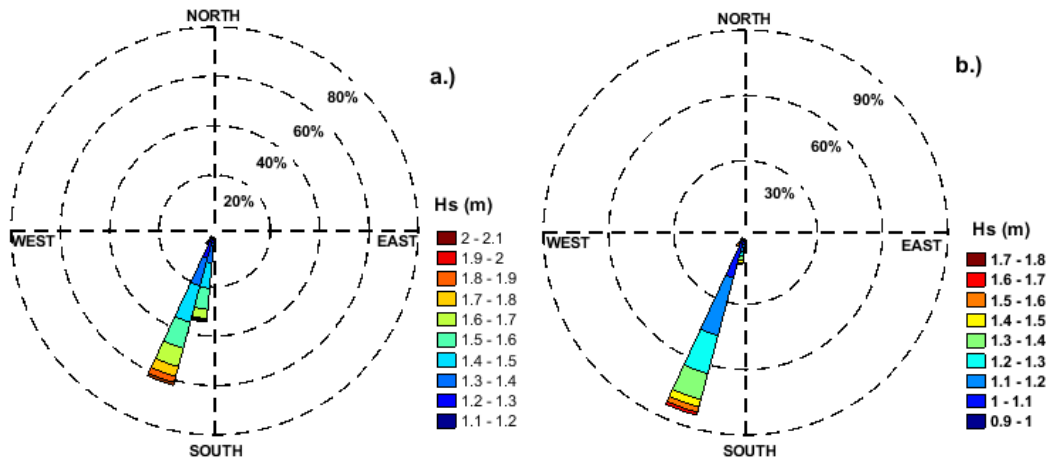 NORTH
a.)
80%
60%
40%
20%
WEST
EAST
SOUTH
Hs (m)
2 - 2.1
1.9 - 2
1.8 - 1.9
1.7 - 1.8
1.6 - 1.7
1.5 - 1.6
1.4 - 1.5
1.3 - 1.4
1.2 - 1.3
1.1 - 1.2
NORTH
b.)
90%
60%
30%
WEST
EAST
SOUTH
Hs (m)
1.7 - 1.8
1.6 - 1.7
1.5 - 1.6
1.4 - 1.5
1.3 - 1.4
1.2 - 1.3
1.1 - 1.2
1 - 1.1
0.9 - 1